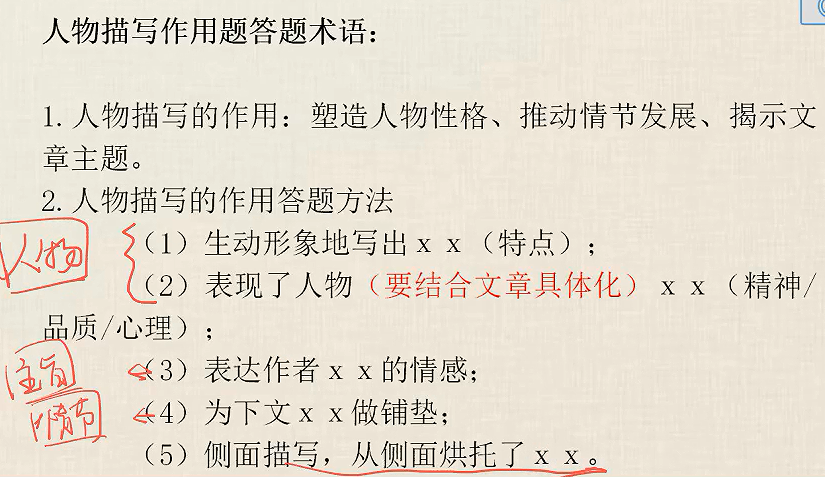 人物描写作用题答题术语：
1. 人物描写的作用：塑造人物性格、推动情节发展、揭示文
章主题。
2. 人物描写的作用答题方法
人物
（1）生动形象地写出ｘｘ（特点）；
（2）表现了人物（要结合文章具体化）ｘｘ（精神/
品质/心理）；
主旨
（3）表达作者ｘｘ的情感；
情节
（4）为下文ｘｘ做铺垫；
（5）侧面描写，从侧面烘托了ｘｘ。